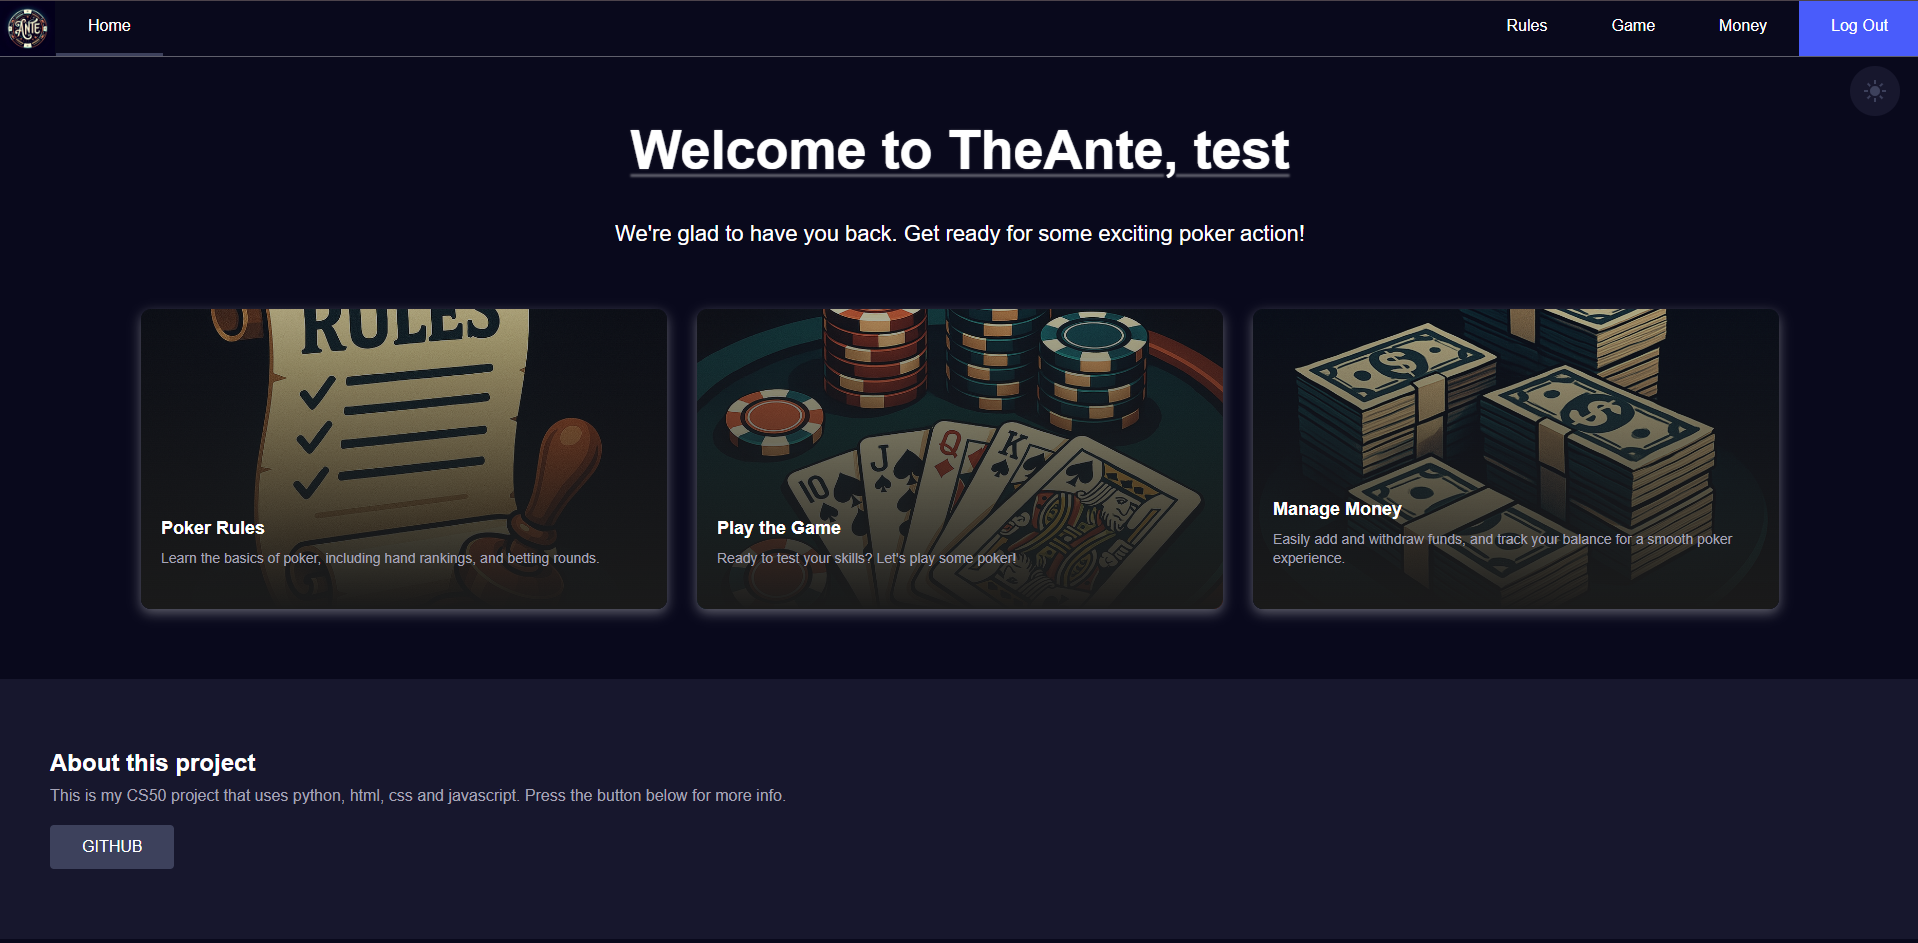 ANTE
Home
Rules
Game
Money
Log Out
Welcome to TheAnte, test
We're glad to have you back. Get ready for some exciting poker action!
RULES
Poker Rules
Learn the basics of poker, including hand rankings, and betting rounds.
10
J
Q
K
Play the Game
Ready to test your skills? Let's play some poker!
$
$
Manage Money
Easily add and withdraw funds, and track your balance for a smooth poker
experience.
About this project
This is my CS50 project that uses python, html, css and javascript. Press the button below for more info.
GITHUB